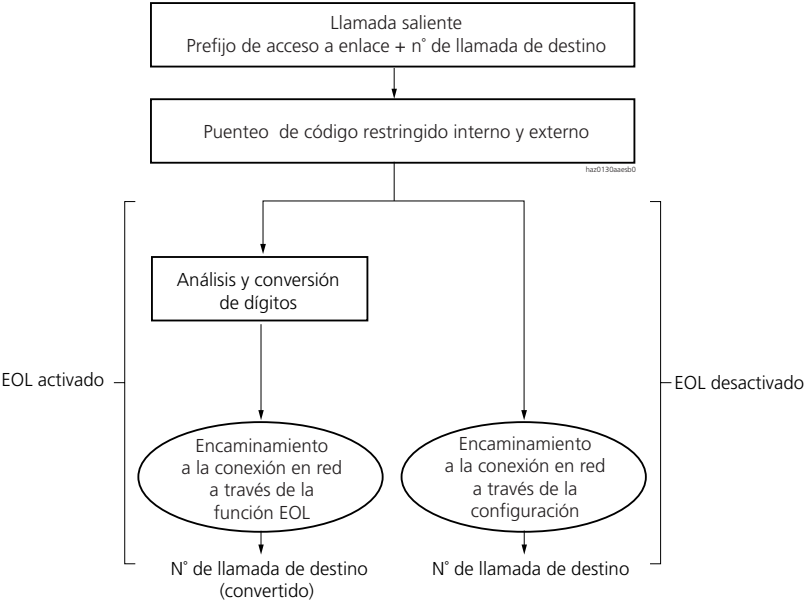 Llamada saliente
Prefijo de acceso a enlace + n° de llamada de destino
Puenteo de código restringido interno y externo
haz0130aaesb0
Análisis y conversión
de dígitos
EOL activado
EOL desactivado
Encaminamiento
a la conexión en red
a través de la
función EOL
Encaminamiento
a la conexión en red
a través de la
configuración
N° de llamada de destino
(convertido)
N° de llamada de destino